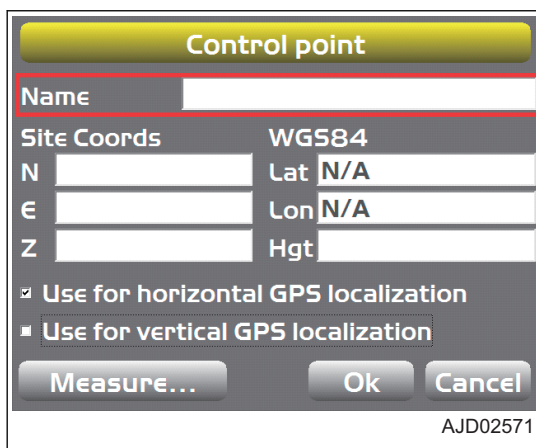 Control point
Name
Site Coords WGS84
N Lat N/A
E Lon N/A
Z Hgt
Use for horizontal GPS localization
Use for vertical GPS localization
Measure... Ok Cancel
AJD02571